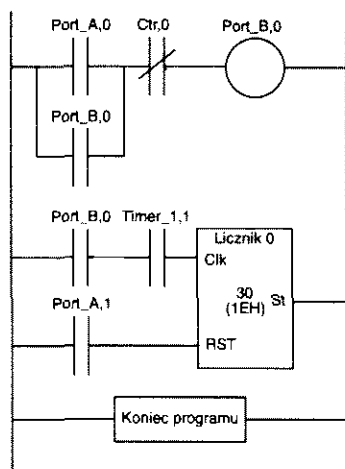 Port_A,0 Ctr,0 Port_B,0
Port_B,0
Port_B,0 Timer_1,1
Licznik 0
Clk
30
(1EH)
St
Port_A,1
RST
Koniec programu